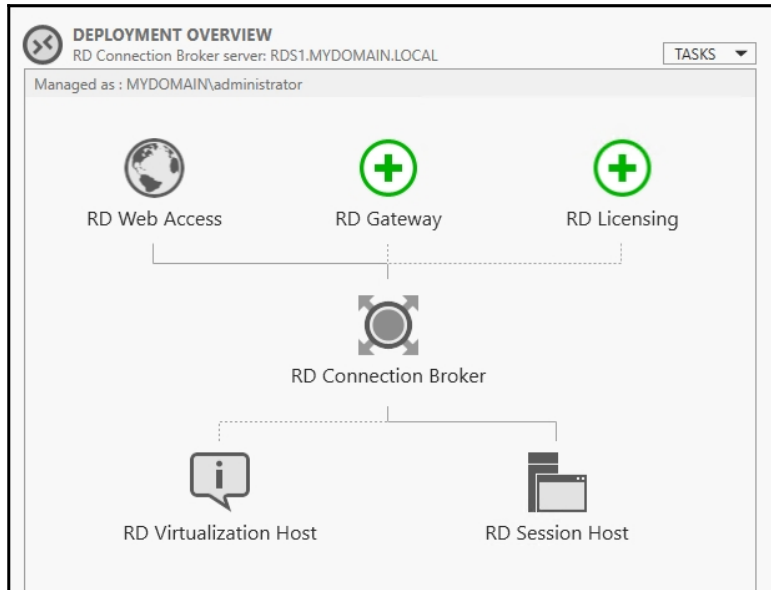 DEPLOYMENT OVERVIEW
RD Connection Broker server: RDS1.MYDOMAIN.LOCAL
TASKS
Managed as : MYDOMAIN\administrator
RD Web Access
RD Gateway
RD Licensing
RD Connection Broker
RD Virtualization Host
RD Session Host